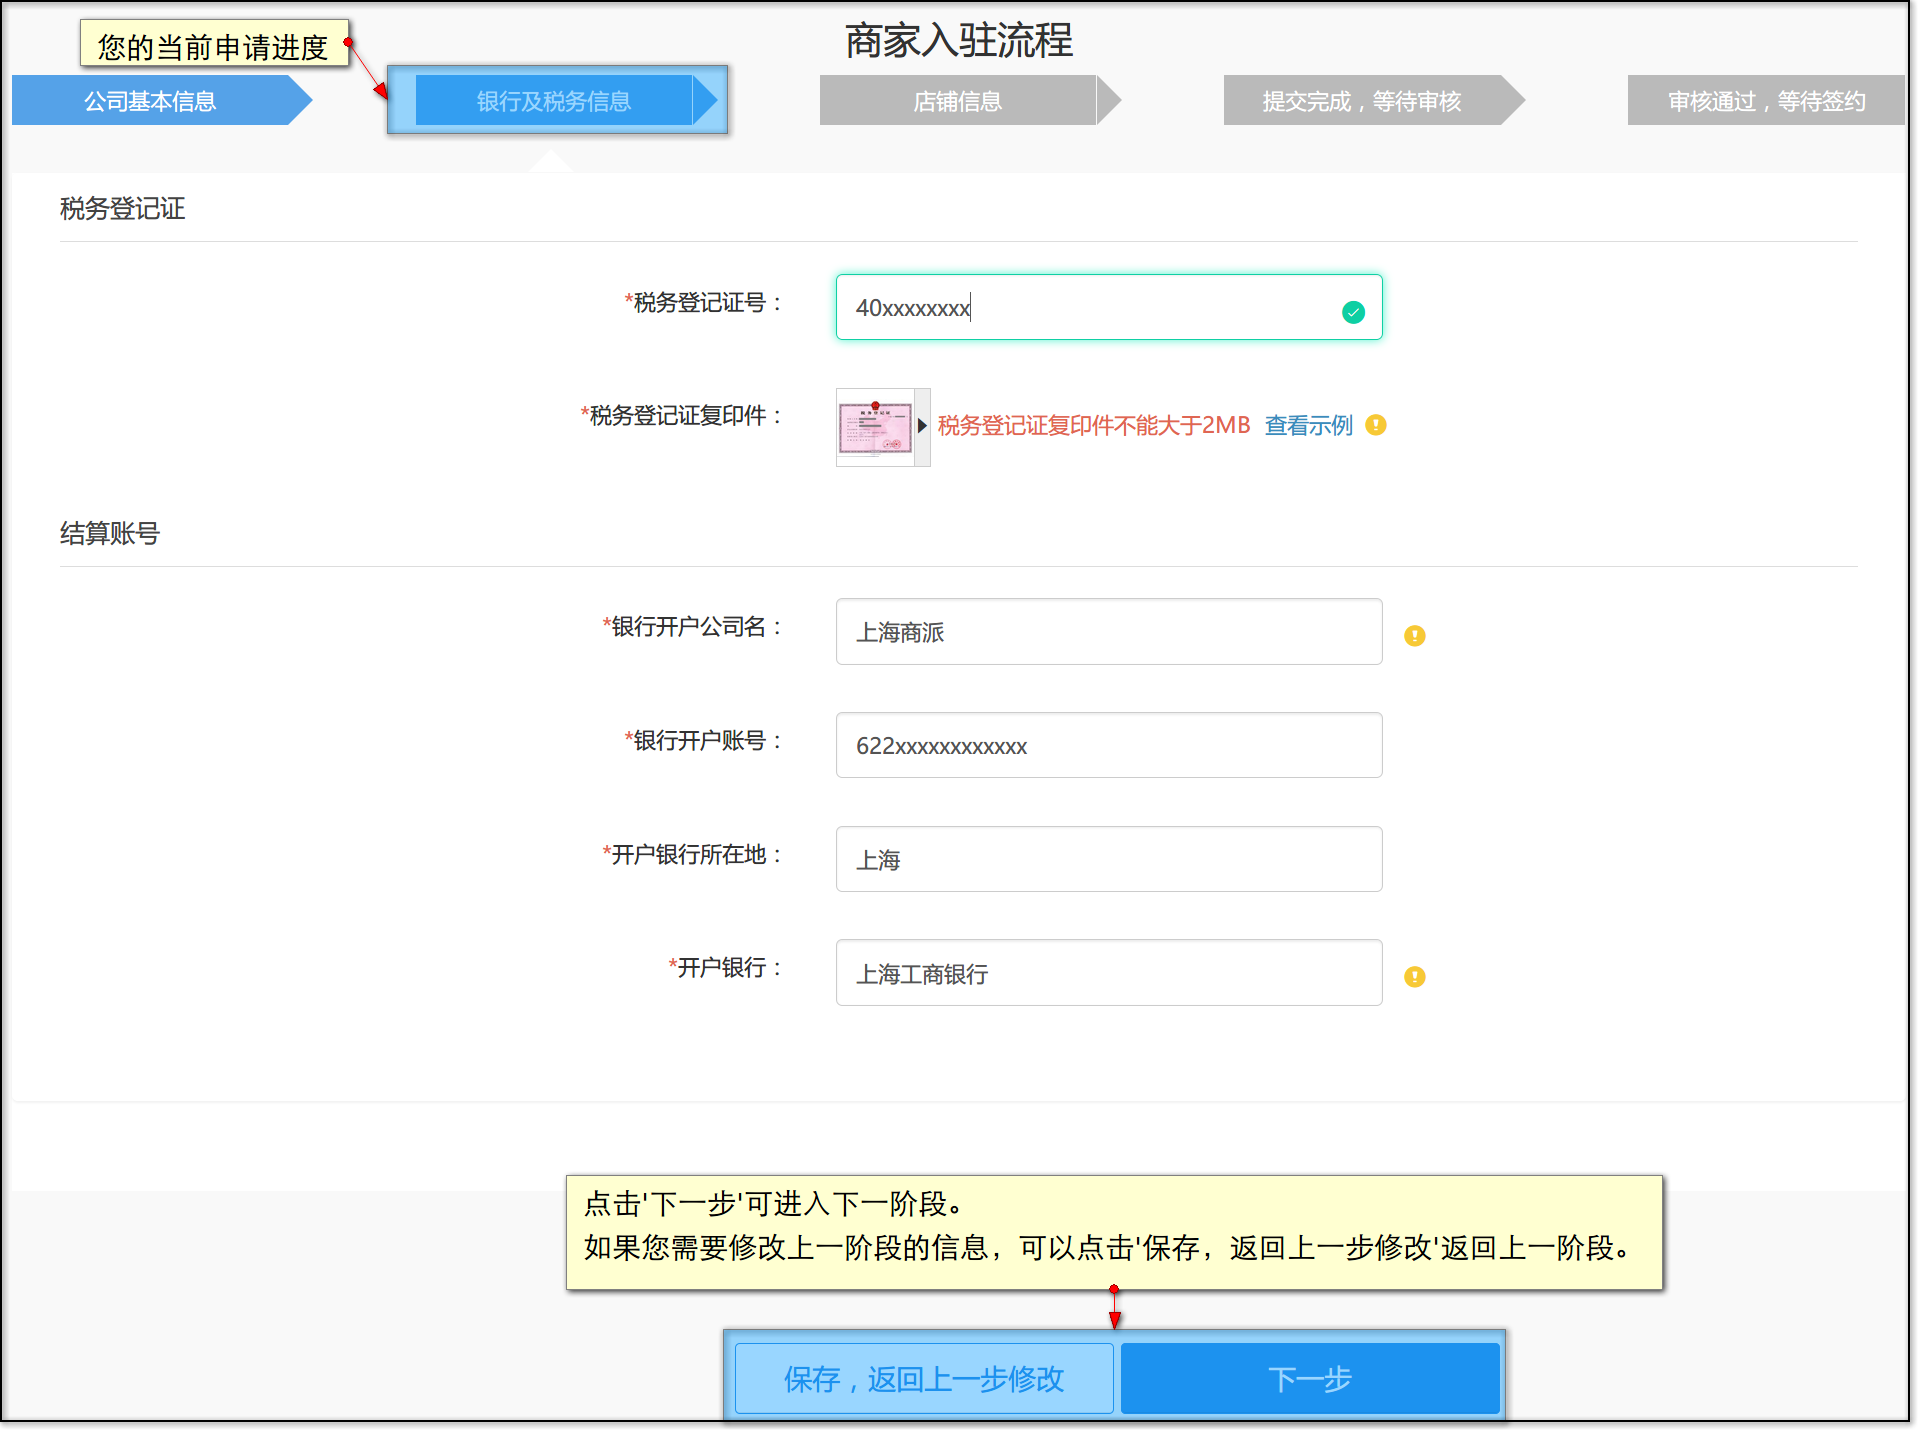 商家入驻流程
您的当前申请进度
公司基本信息
银行及税务信息
店铺信息
提交完成，等待审核
审核通过，等待签约
税务登记证
*税务登记证号：
40xxxxxxxx
*税务登记证复印件：
税务登记证复印件不能大于2MB 查看示例
结算账号
*银行开户公司名：
上海商派
*银行开户账号：
622xxxxxxxxxxxx
*开户银行所在地：
上海
*开户银行：
上海工商银行
点击'下一步'可进入下一阶段。
如果您需要修改上一阶段的信息，可以点击'保存，返回上一步修改'返回上一阶段。
保存，返回上一步修改
下一步